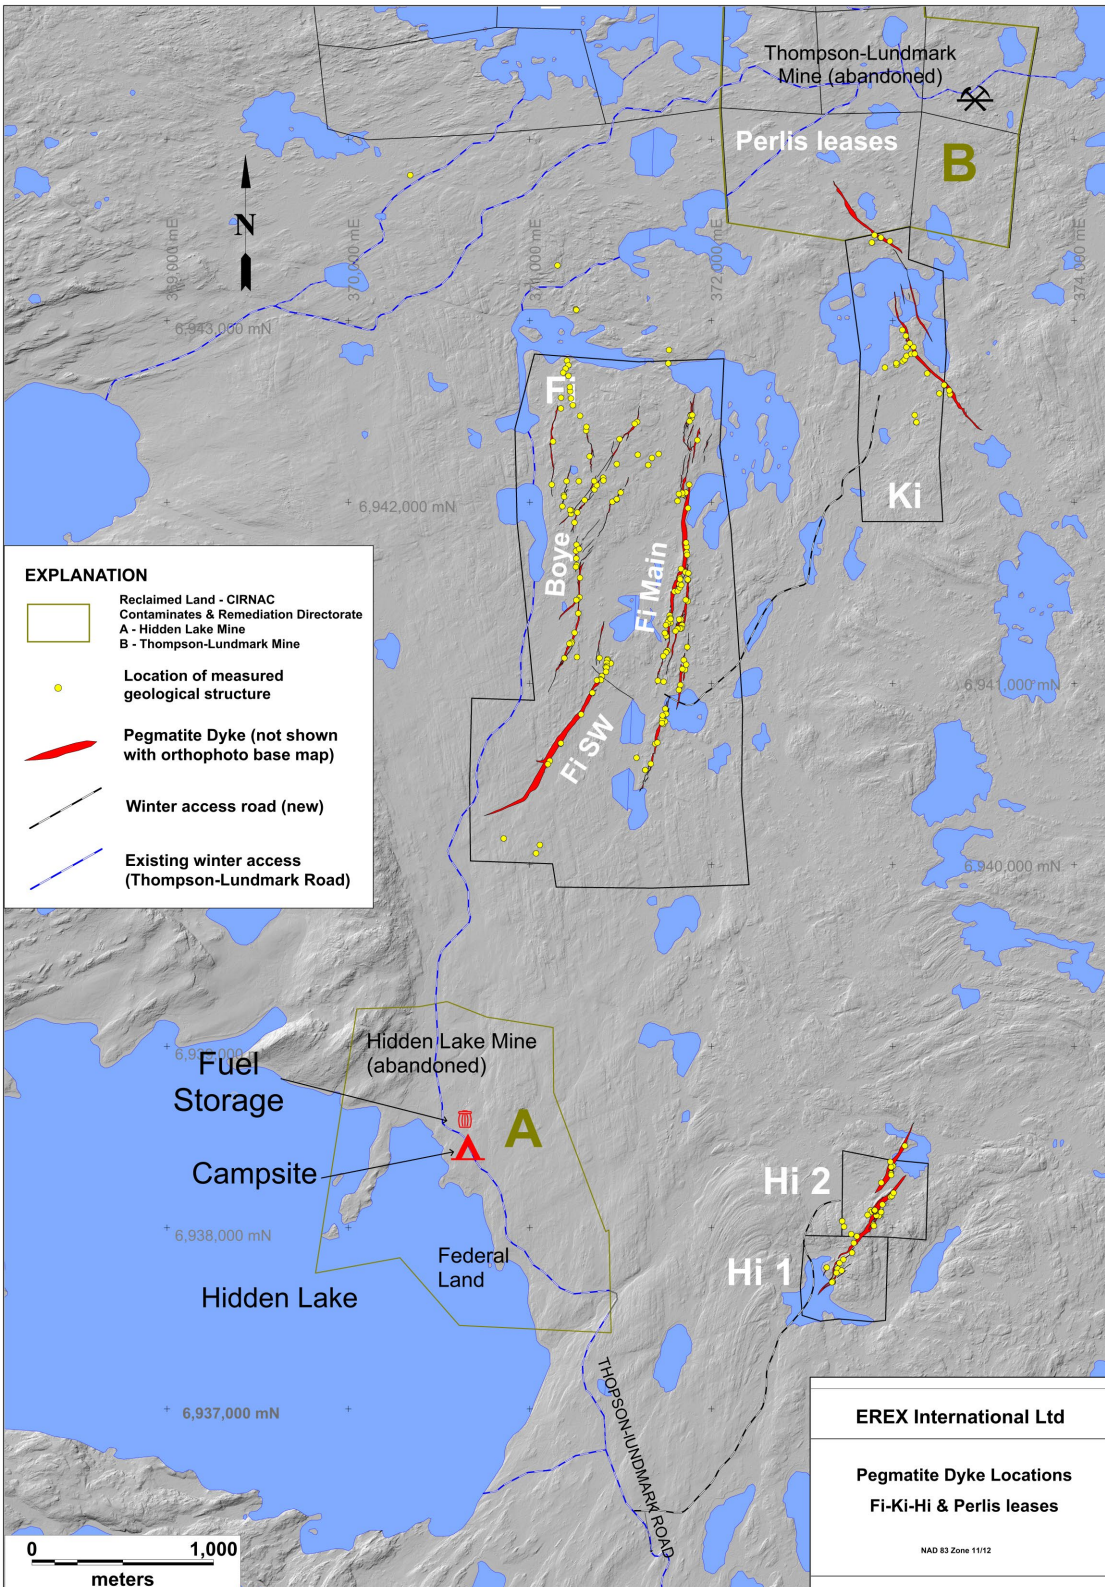 Thompson-Lundmark
Mine (abandoned)
Perlis leases
B
N
369,000 mE
370,000 mE
372,000 mE
374,000 mE
6,943,000 mN
Fi
6,942,000 mN
Ki
Boye
Fi Main
EXPLANATION
Reclaimed Land - CIRNAC
Contaminates & Remediation Directorate
A - Hidden Lake Mine
B - Thompson-Lundmark Mine
Location of measured
geological structure
Pegmatite Dyke (not shown
with orthophoto base map)
Winter access road (new)
Existing winter access
(Thompson-Lundmark Road)
6,941,000 mN
Fi SW
6,940,000 mN
Hidden Lake Mine
(abandoned)
Fuel
Storage
A
Campsite
Hi 2
6,938,000 mN
Federal
Land
Hi 1
Hidden Lake
THOPSON-IUNDMARK ROAD
6,937,000 mN
EREX International Ltd
Pegmatite Dyke Locations
Fi-Ki-Hi & Perlis leases
NAD 83 Zone 11/12
0 1,000
meters